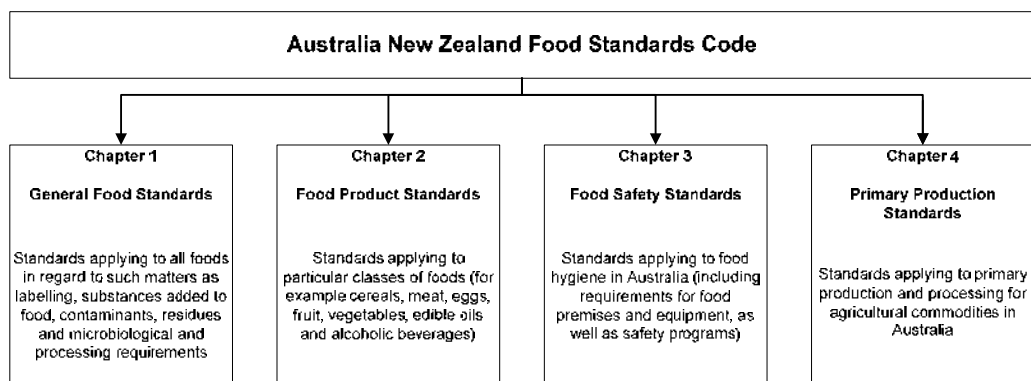 Australia New Zealand Food Standards Code
Chapter 1
General Food Standards
Standards applying to all foods
in regard to such matters as
labelling, substances added to
food, contaminants, residues
and microbiological and
processing requirements
Chapter 2
Food Product Standards
Standards applying to
particular classes of foods (for
example cereals, meat, eggs,
fruit, vegetables, edible oils
and alcoholic beverages)
Chapter 3
Food Safety Standards
Standards applying to food
hygiene in Australia (including
requirements for food
premises and equipment, as
well as safety programs)
Chapter 4
Primary Production
Standards
Standards applying to primary
production and processing for
agricultural commodities in
Australia